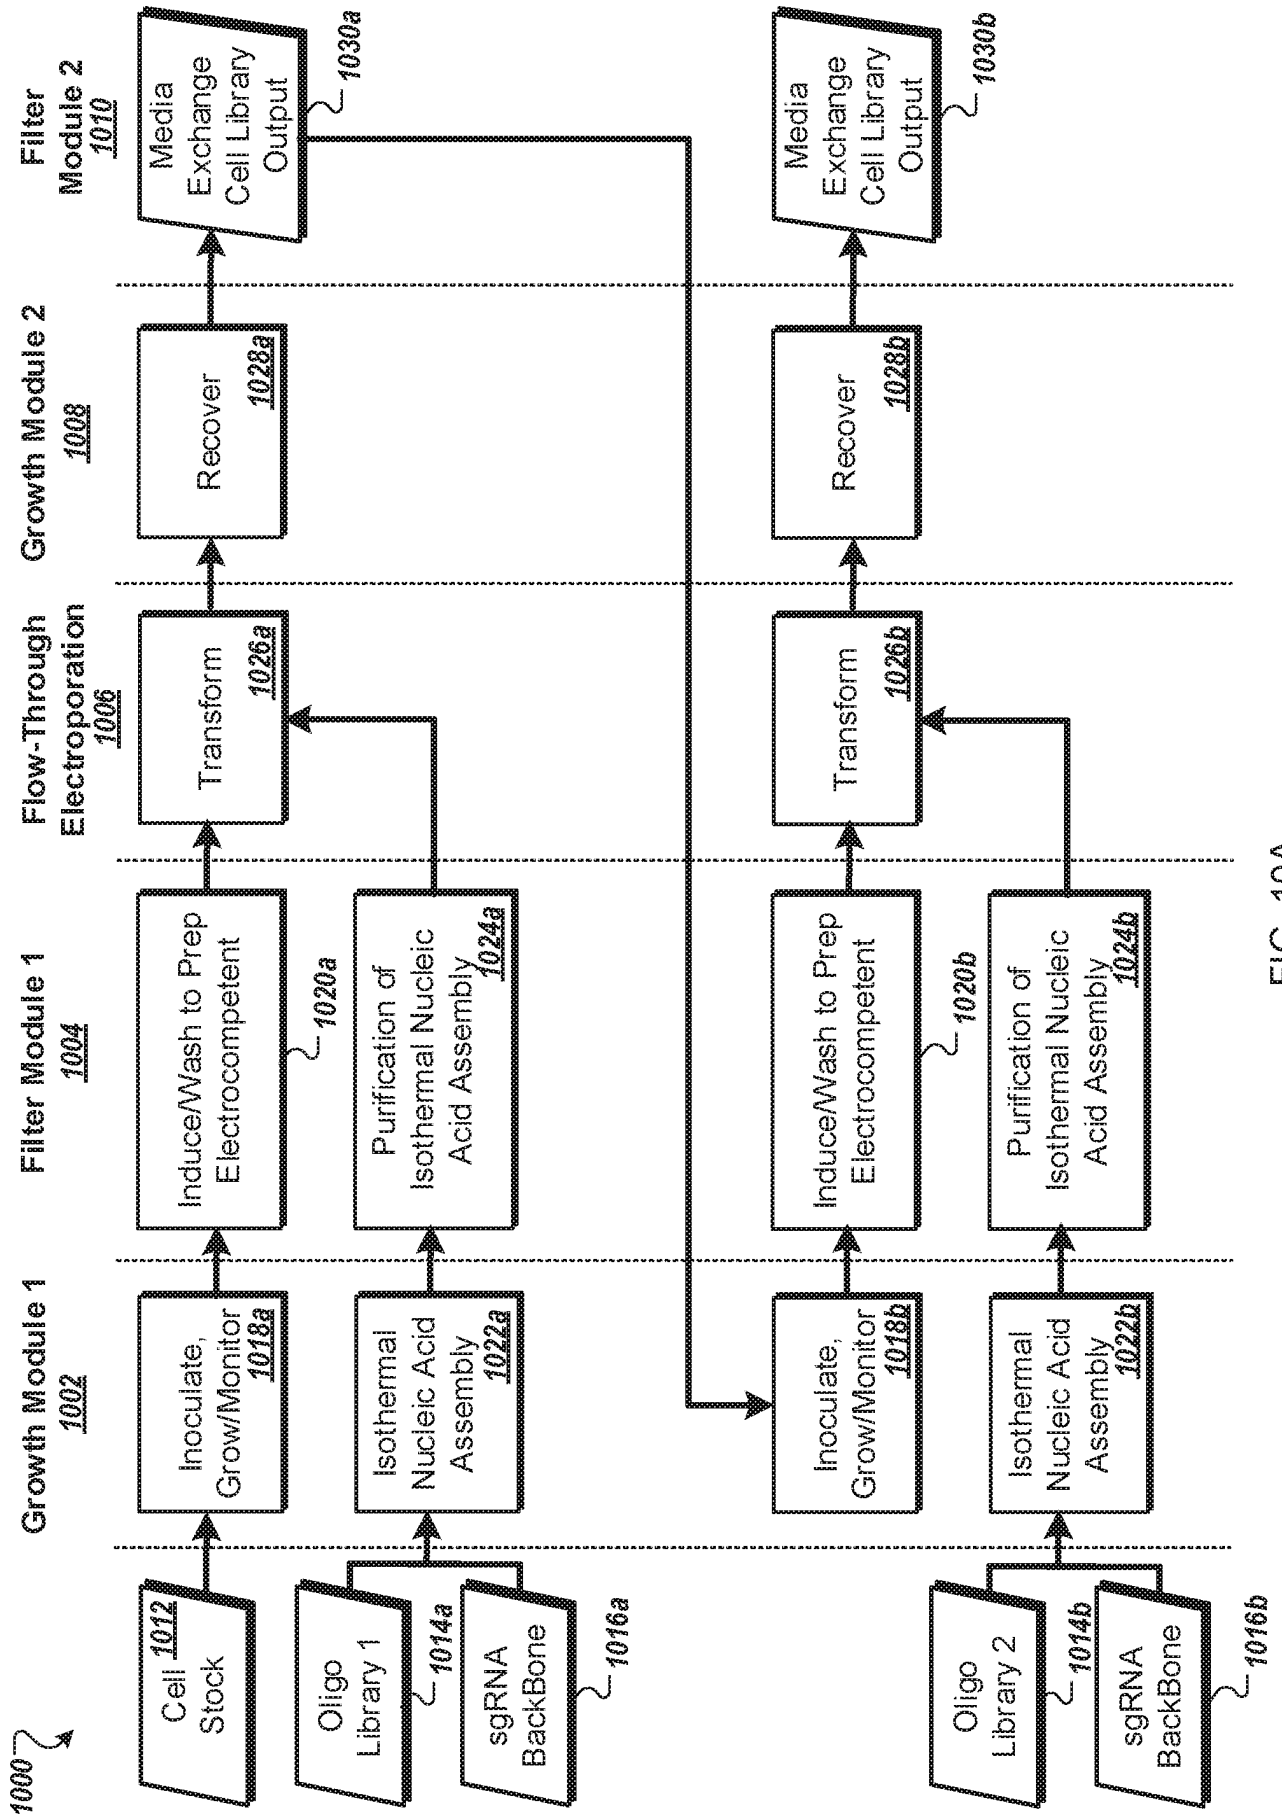 1000
Growth Module 1
1002
Filter Module 1
1004
Flow-Through
Electroporation
1006
Growth Module 2
1008
Filter
Module 2
1010
Cell
Stock
1012
Inoculate,
Grow/Monitor
1018a
Induce/Wash to Prep
Electrocompetent
1020a
Transform
1026a
Recover
1028a
Media
Exchange
Cell Library
Output
1030a
Oligo
Library 1
1014a
sgRNA
BackBone
1016a
Isothermal
Nucleic Acid
Assembly
1022a
Purification of
Isothermal Nucleic
Acid Assembly
1024a
Inoculate,
Grow/Monitor
1018b
Induce/Wash to Prep
Electrocompetent
1020b
Transform
1026b
Recover
1028b
Media
Exchange
Cell Library
Output
1030b
Oligo
Library 2
1014b
sgRNA
BackBone
1016b
Isothermal
Nucleic Acid
Assembly
1022b
Purification of
Isothermal Nucleic
Acid Assembly
1024b
FIG. 10A